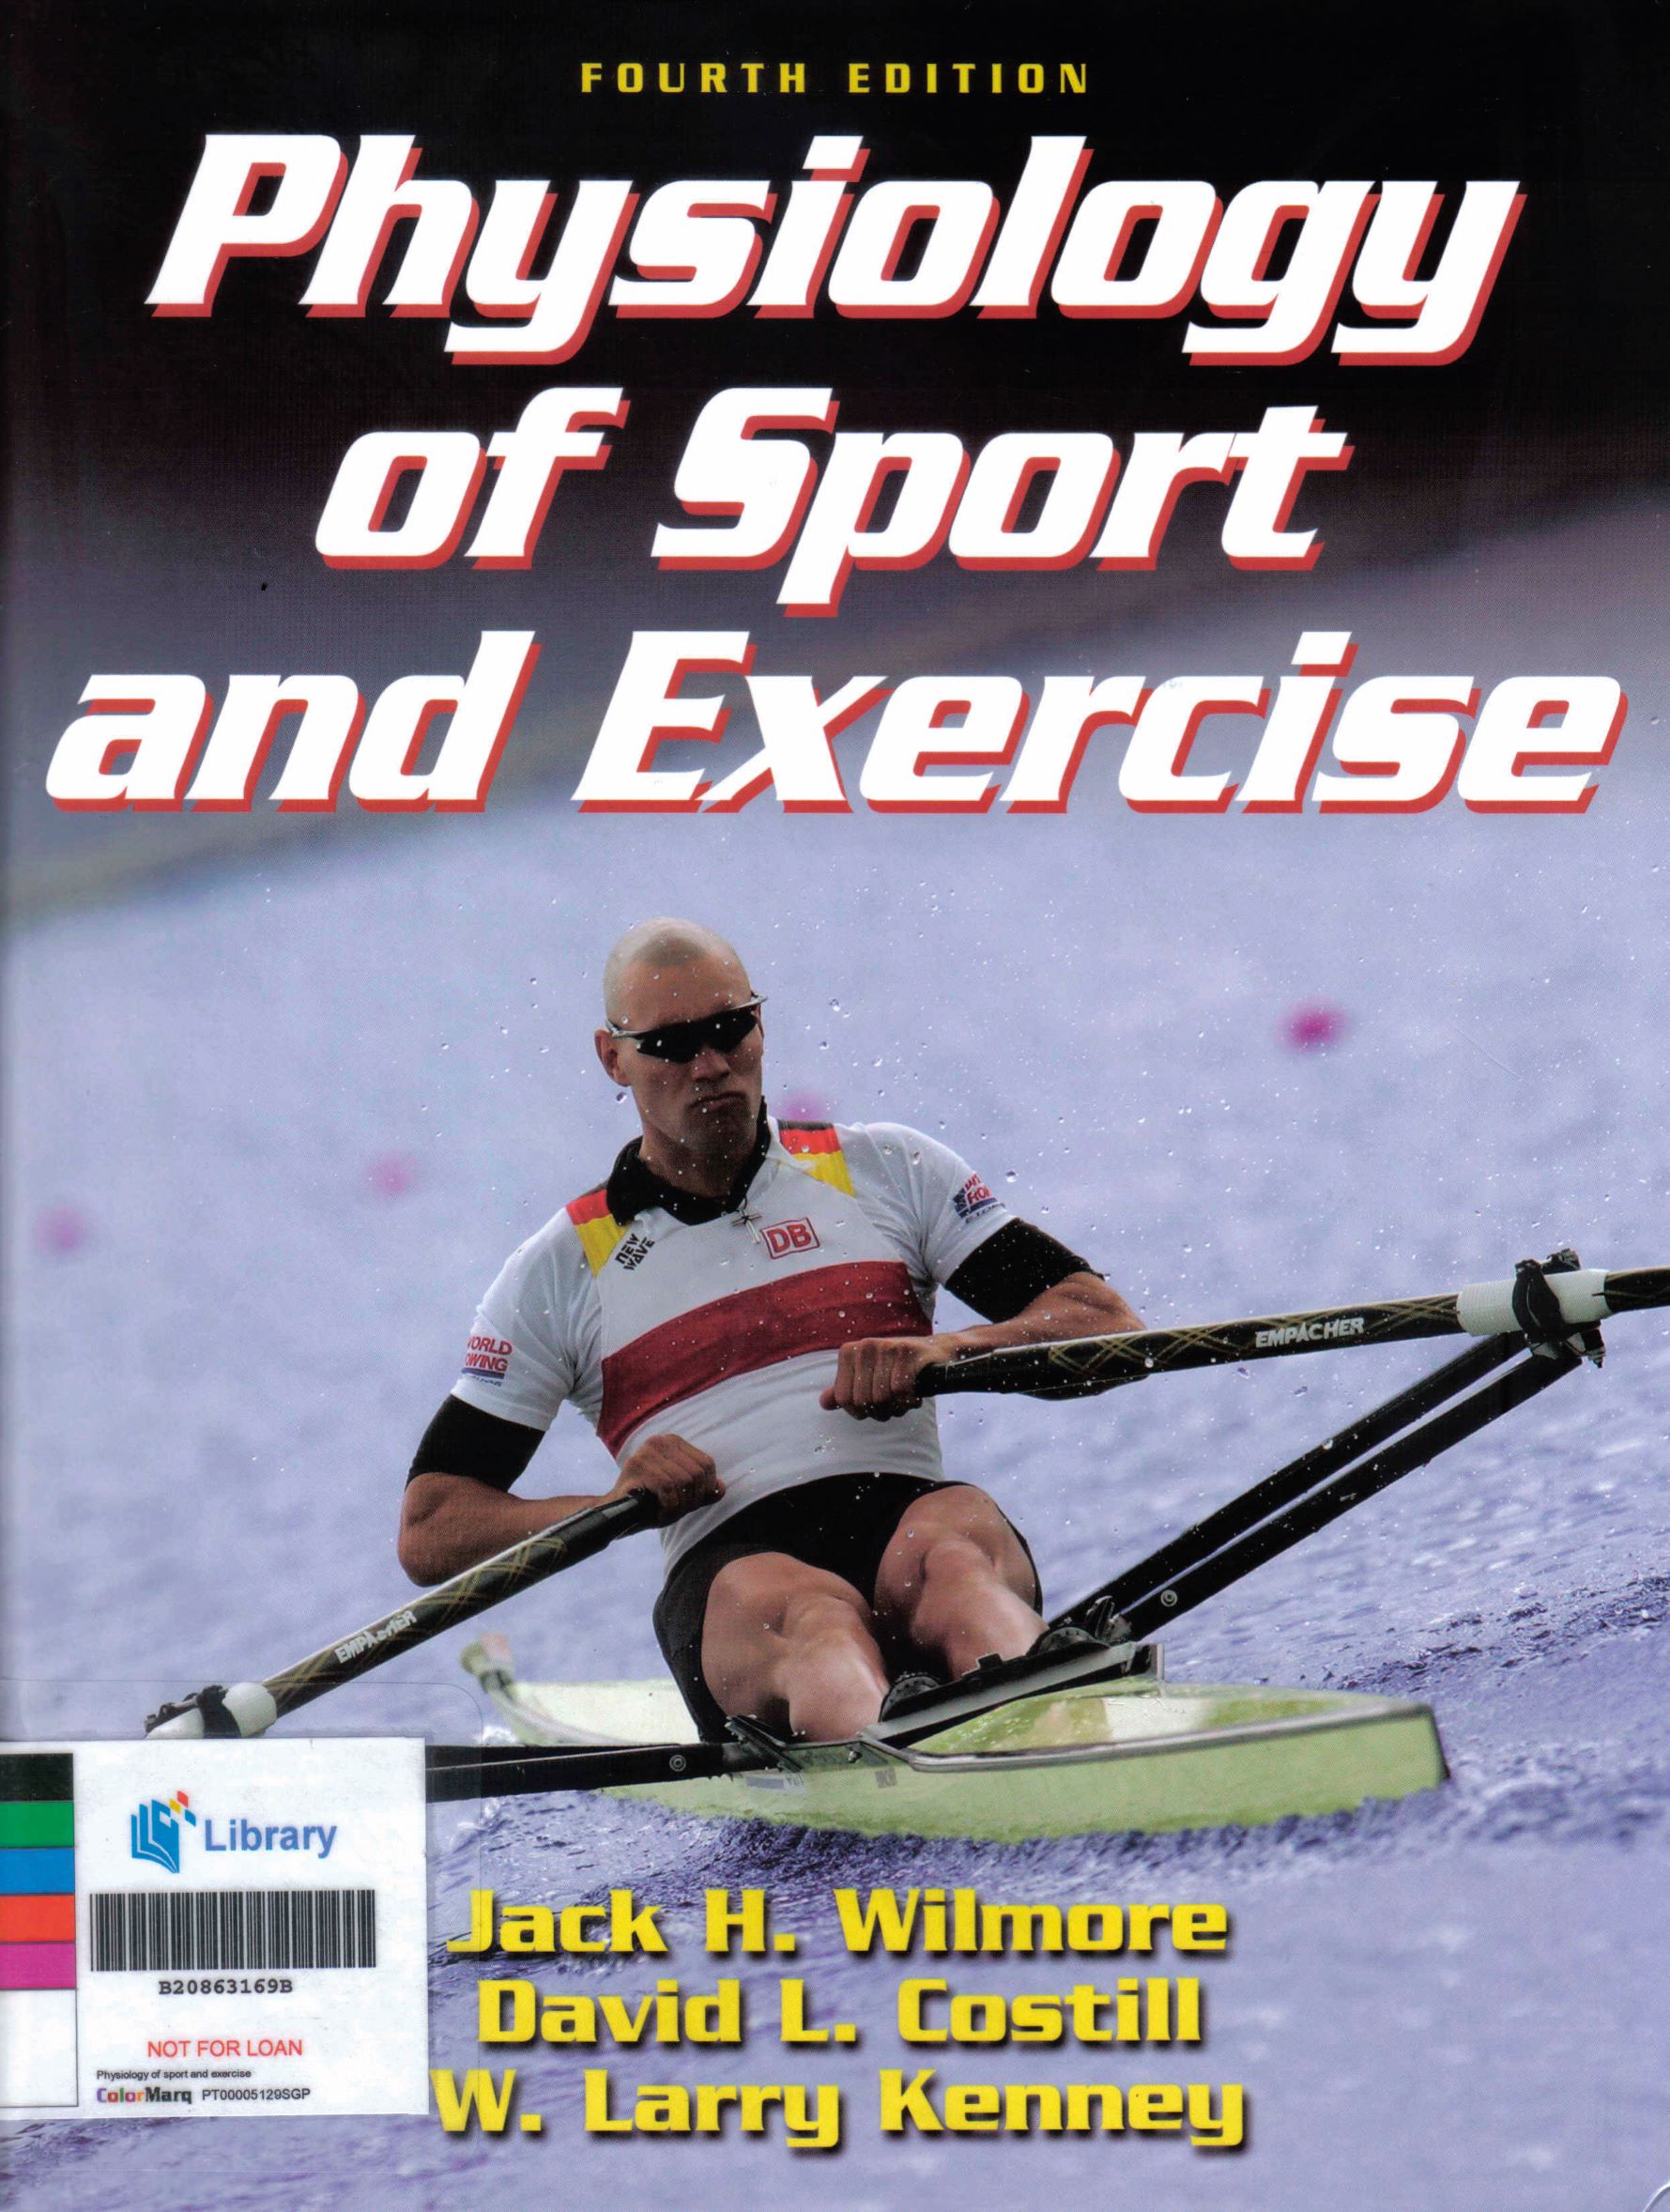 FOURTH EDITION
Physiology
of Sport
and Exercise
NEW
WAVE
DB
WORLD
ROWING
EMPACHER
EMPACHER
Library
B20863169B
NOT FOR LOAN
Physiology of sport and exercise
ColorMarq PT00005129SGP
Jack H. Wilmore
David L. Costill
W. Larry Kenney